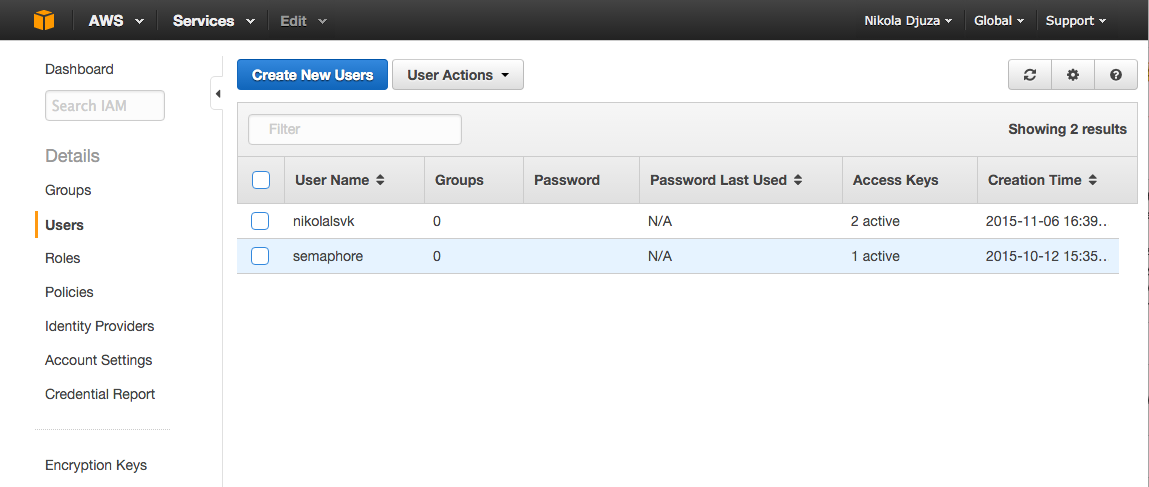 AWS Services Edit Nikola Djuza Global Support
Dashboard
Search IAM
Details
Groups
Users
Roles
Policies
Identity Providers
Account Settings
Credential Report
Encryption Keys
Create New Users User Actions
Filter Showing 2 results
User Name Groups Password Password Last Used Access Keys Creation Time
nikolalsvk 0 N/A 2 active 2015-11-06 16:39..
semaphore 0 N/A 1 active 2015-10-12 15:35..